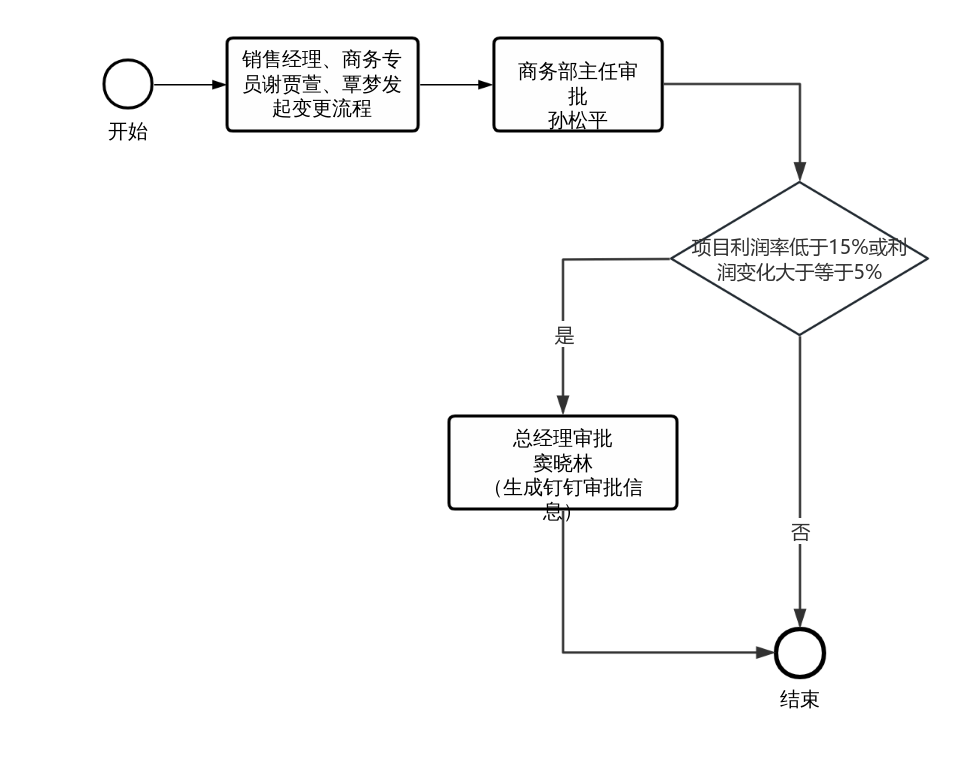 销售经理、商务专
员谢贾萱、覃梦发
起变更流程
商务部主任审
批
孙松平
开始
项目利润率低于15%或利
润变化大于等于5%
是
总经理审批
窦晓林
（生成钉钉审批信
息）
否
结束